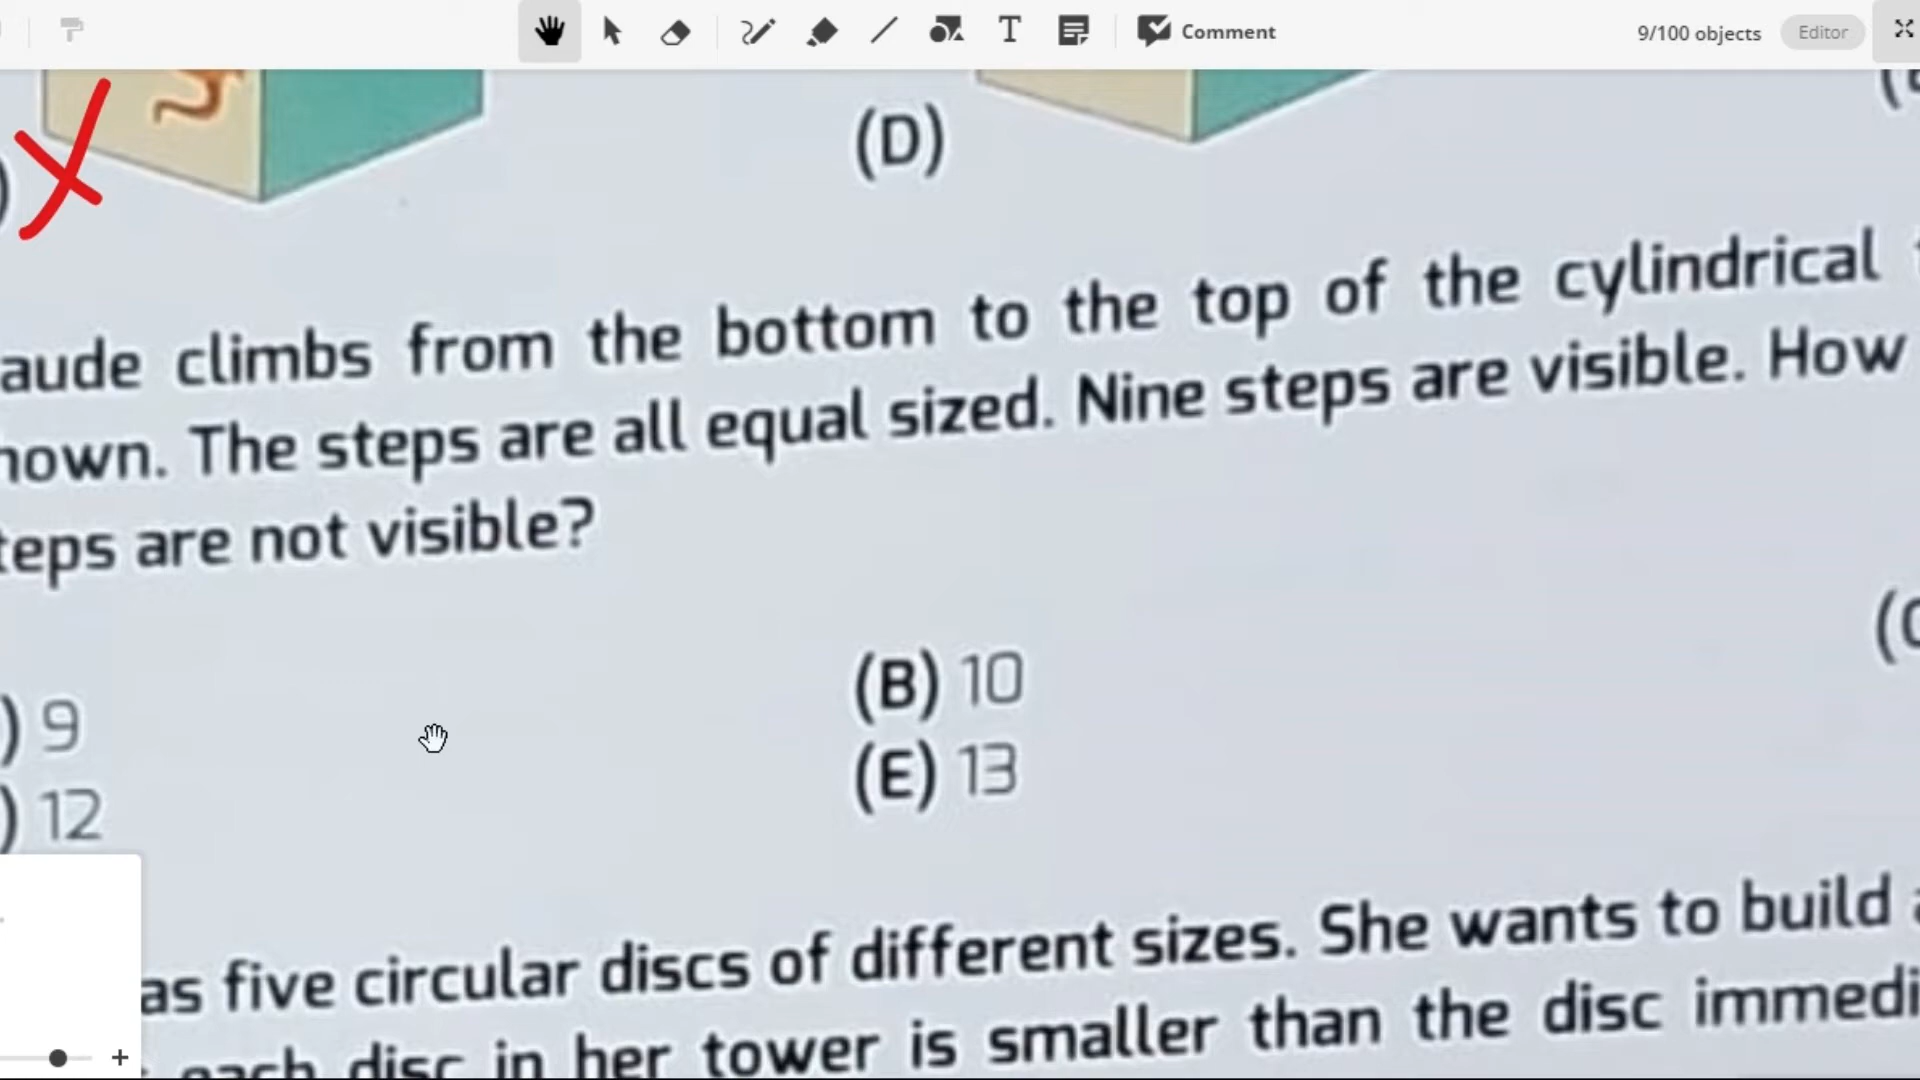 T Comment 9/100 objects Editor
(D)
aude climbs from the bottom to the top of the cylindrical
hown. The steps are all equal sized. Nine steps are visible. How
teps are not visible?
) 9 (B) 10
) 12 (E) 13
as five circular discs of different sizes. She wants to build
each disc in her tower is smaller than the disc immedi
+